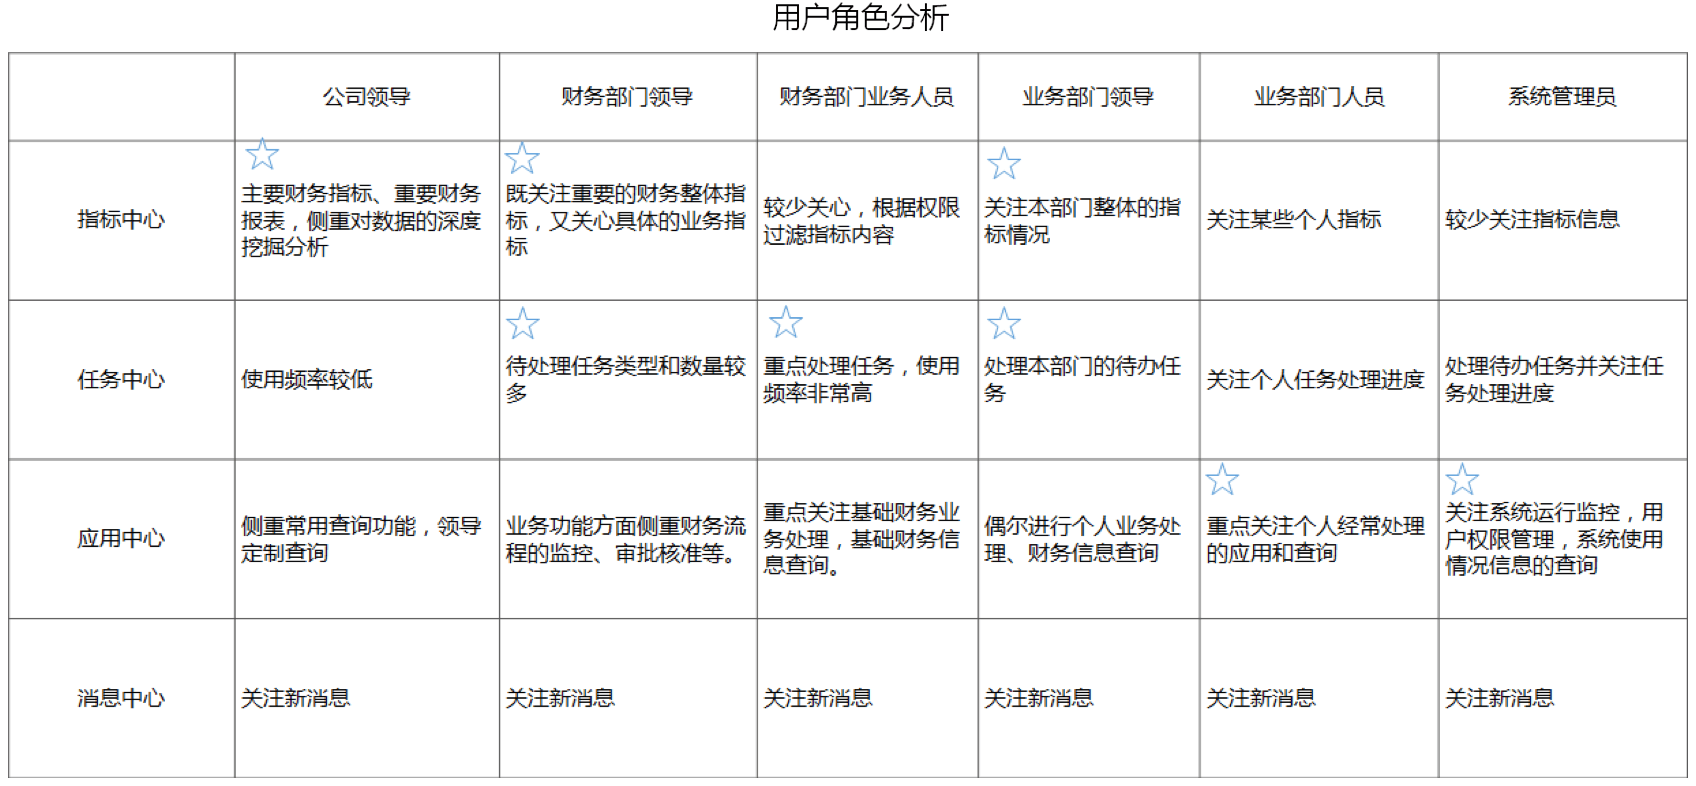 用户角色分析
公司领导
财务部门领导
财务部门业务人员
业务部门领导
业务部门人员
系统管理员
指标中心
主要财务指标、重要财务
报表，侧重对数据的深度
挖掘分析
既关注重要的财务整体指
标，又关心具体的业务指
标
较少关心，根据权限
过滤指标内容
关注本部门整体的指
标情况
关注某些个人指标
较少关注指标信息
任务中心
使用频率较低
待处理任务类型和数量较
多
重点处理任务，使用
频率非常高
处理本部门的待办任
务
关注个人任务处理进度
处理待办任务并关注任
务处理进度
应用中心
侧重常用查询功能，领导
定制查询
业务功能方面侧重财务流
程的监控、审批核准等。
重点关注基础财务业
务处理，基础财务信
息查询。
偶尔进行个人业务处
理、财务信息查询
重点关注个人经常处理
的应用和查询
关注系统运行监控，用
户权限管理，系统使用
情况信息的查询
消息中心
关注新消息
关注新消息
关注新消息
关注新消息
关注新消息
关注新消息